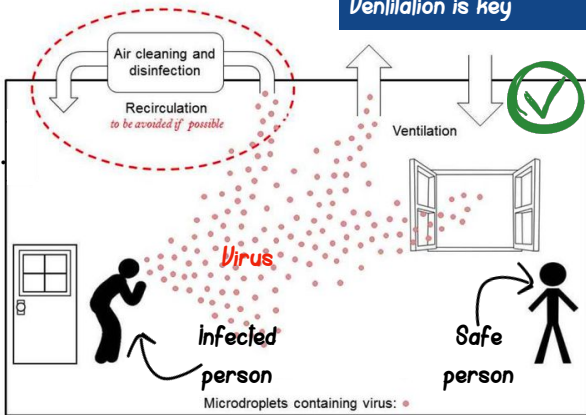 Ventilation is key
Air cleaning and
disinfection
Recirculation
to be avoided if possible
Ventilation
Virus
infected
person
Safe
person
Microdroplets containing virus: